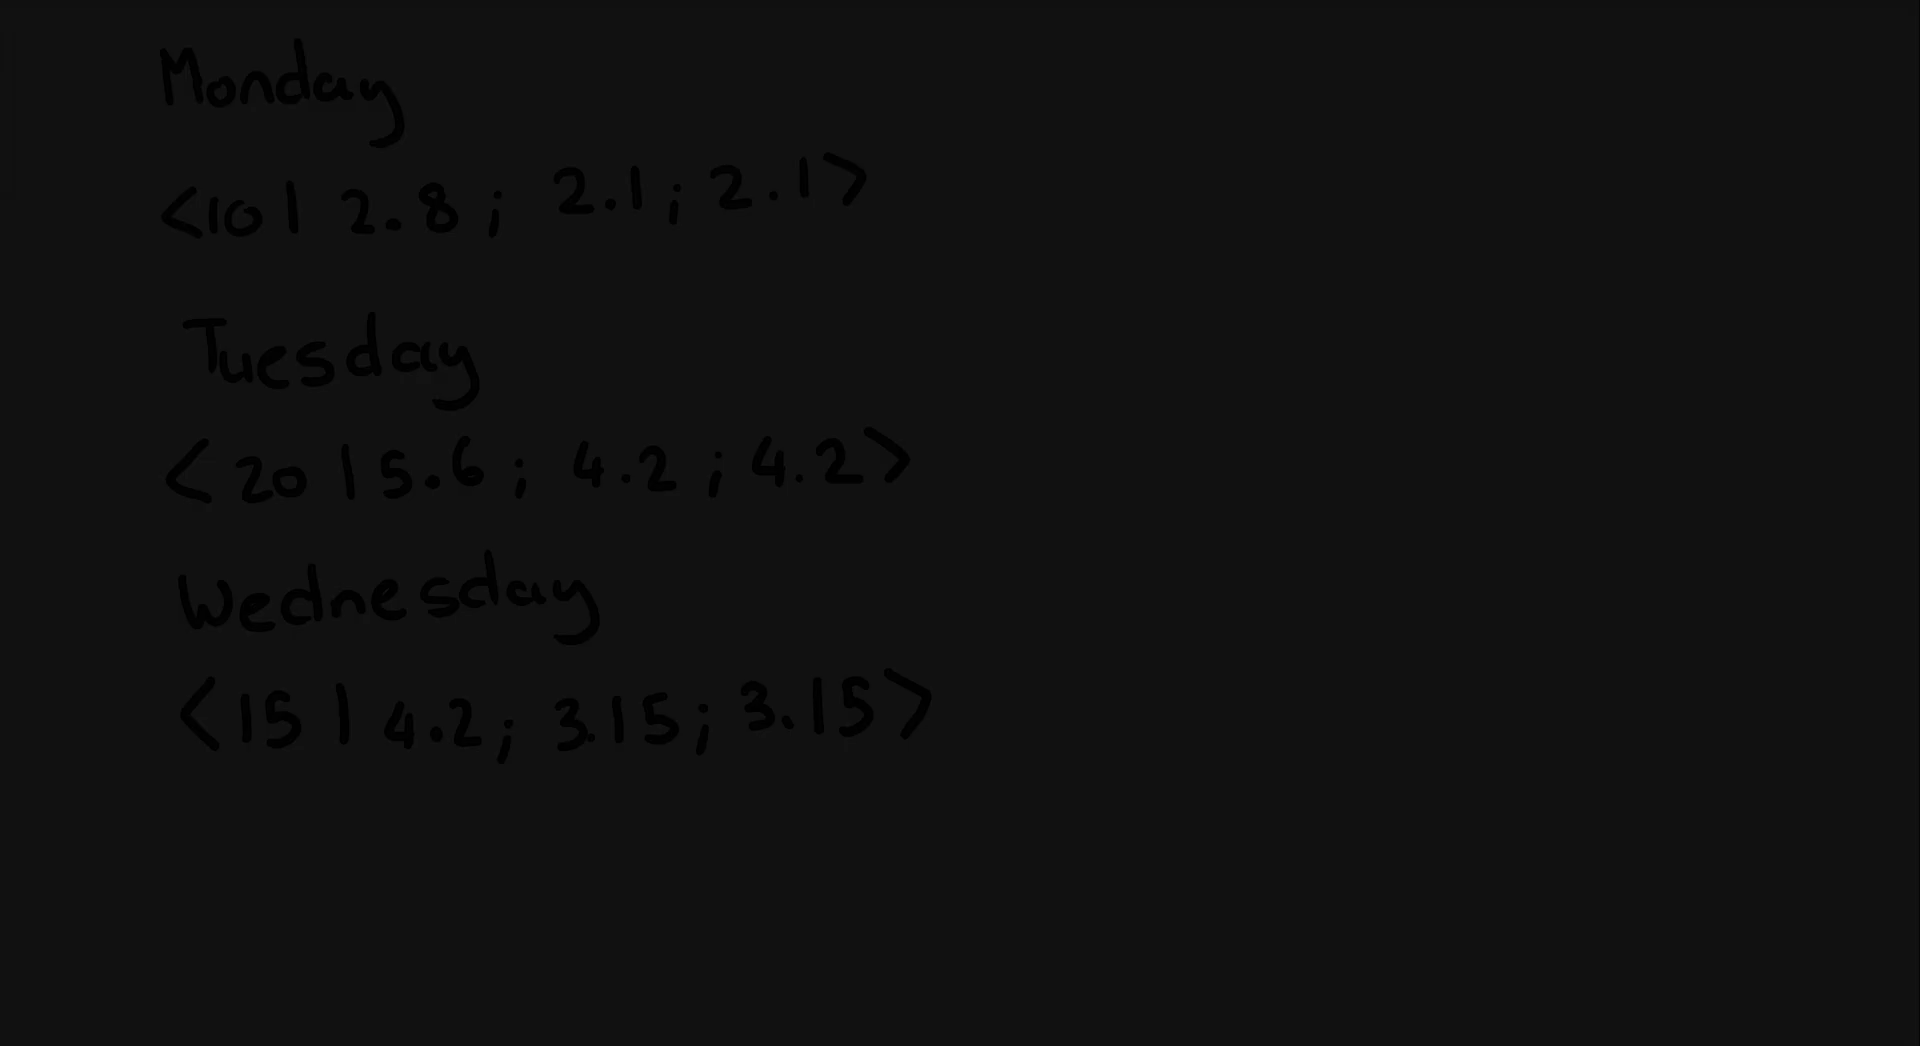 Monday
<10 | 2.8 ; 2.1 ; 2.1>
Tuesday
<20 | 5.6 ; 4.2 ; 4.2>
Wednesday
<15 | 4.2 ; 3.15 ; 3.15>